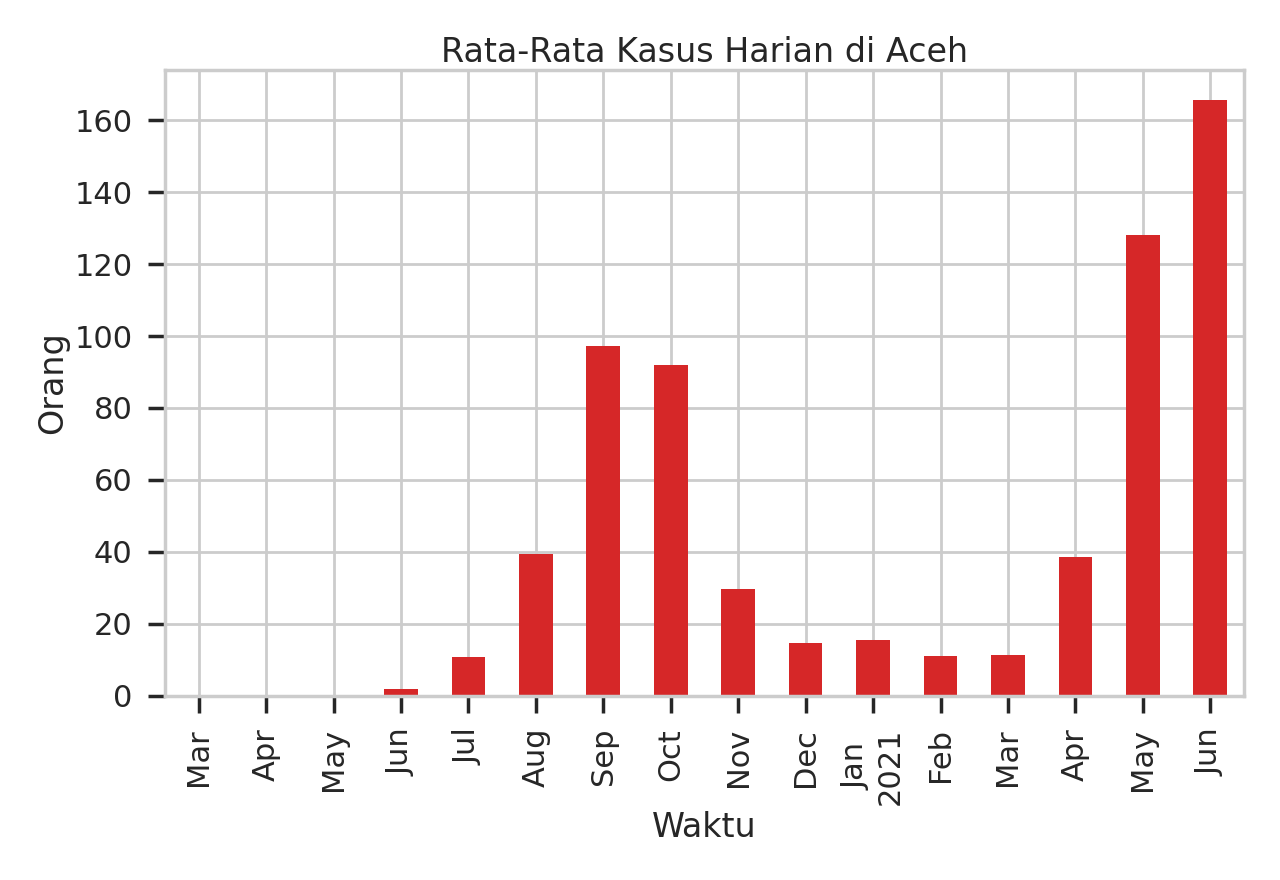 Rata-Rata Kasus Harian di Aceh
Orang
160
140
120
100
80
60
40
20
0
Mar
Apr
May
Jun
Jul
Aug
Sep
Oct
Nov
Dec
Jan
2021
Feb
Mar
Apr
May
Jun
Waktu